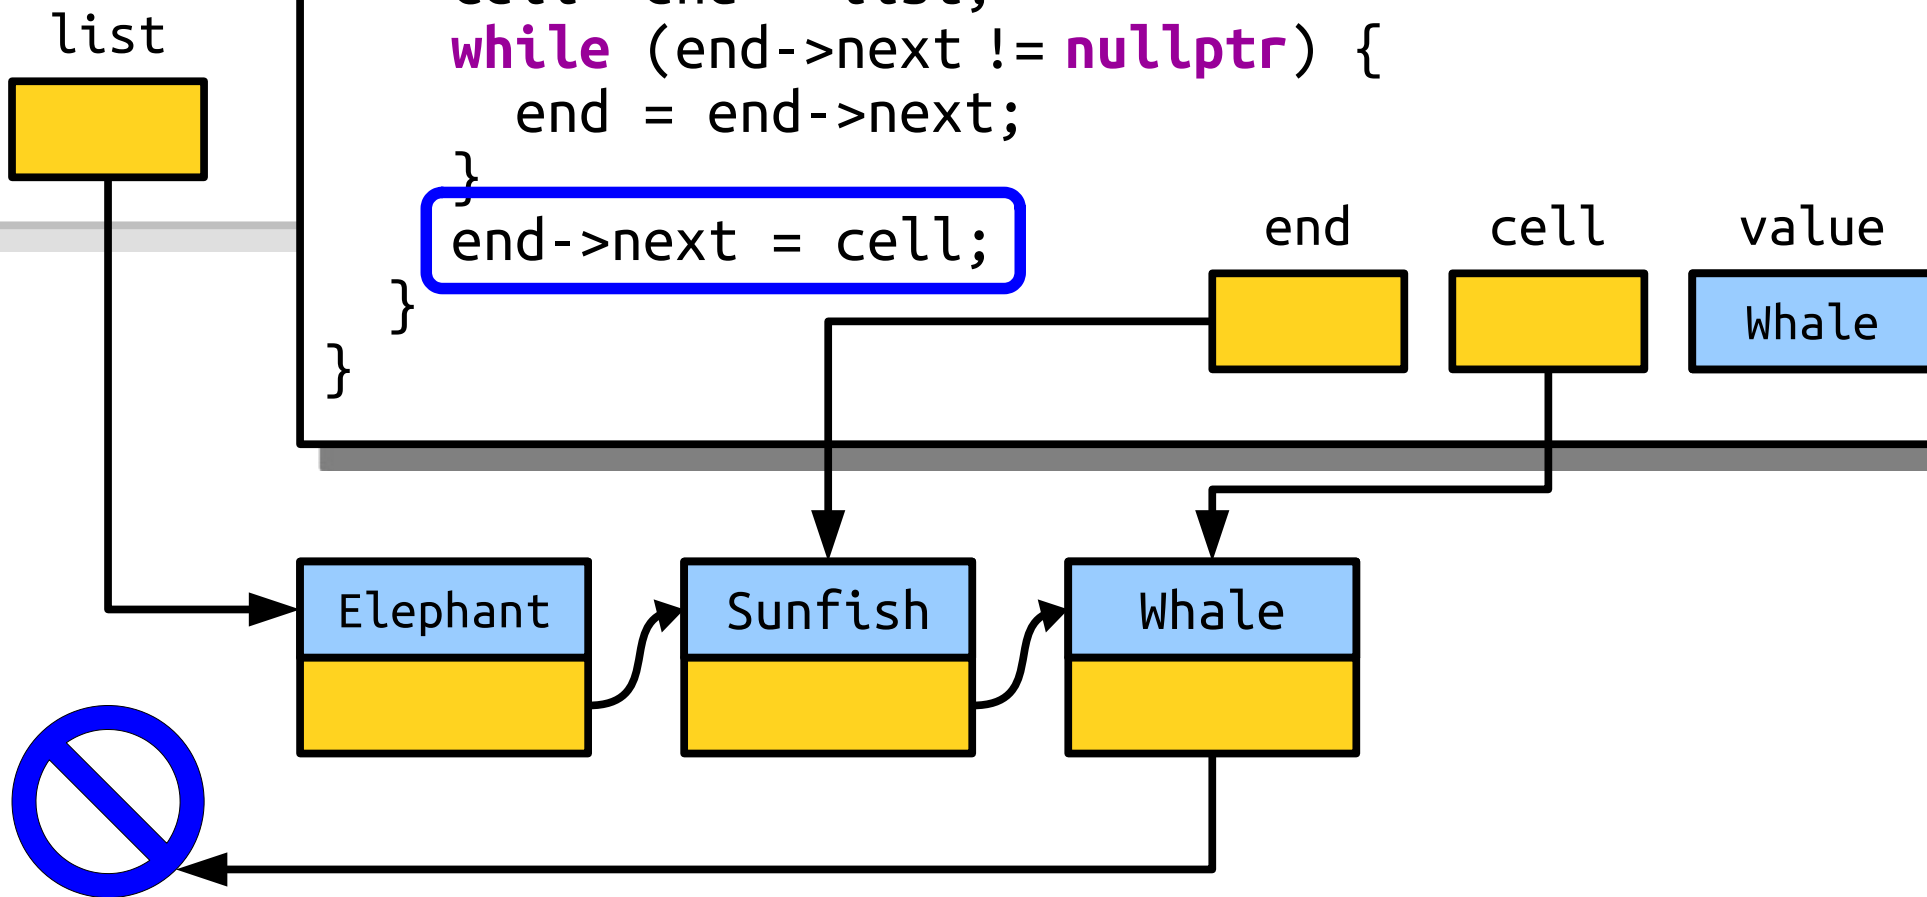 list
while (end->next != nullptr) {
end = end->next;
}
end->next = cell;
}
}
end
cell
value
Whale
Elephant
Sunfish
Whale